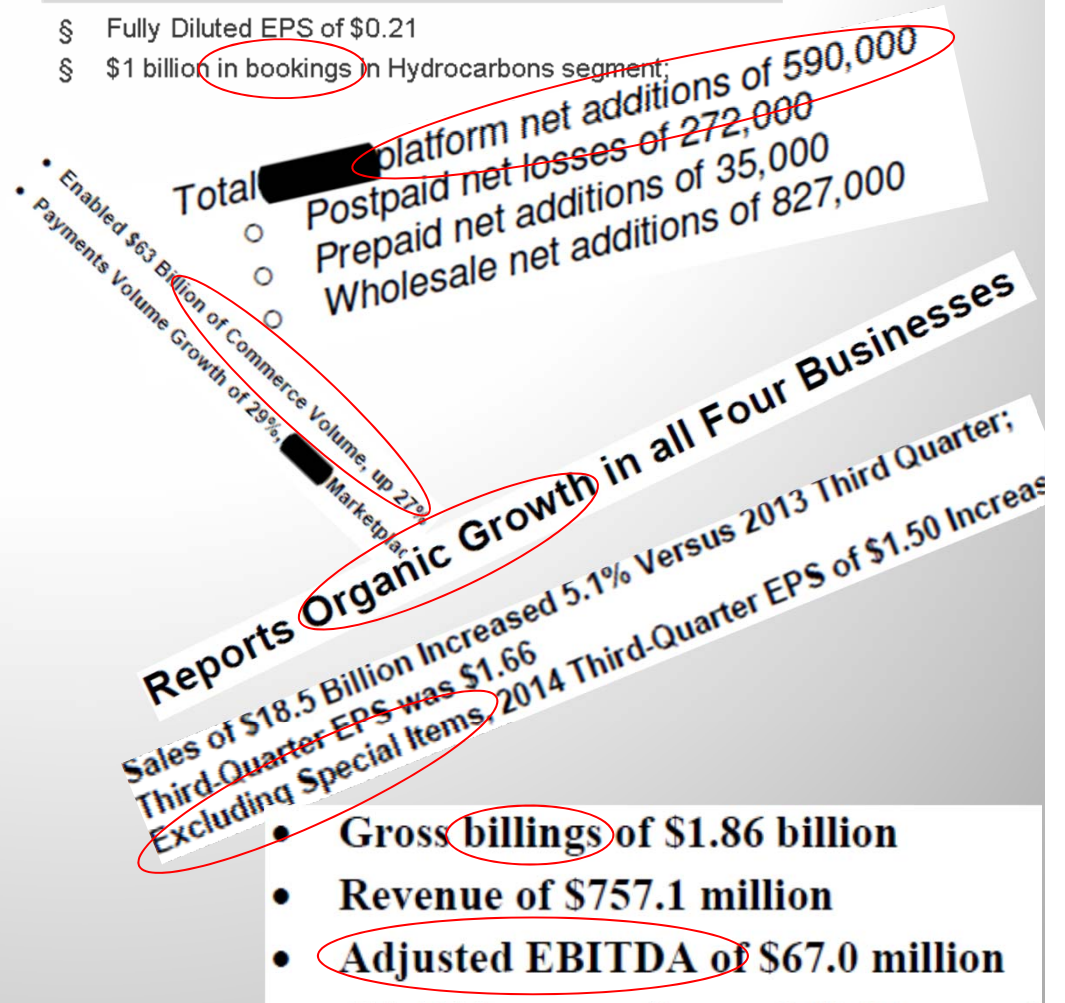 § Fully Diluted EPS of $0.21
§ $1 billion in bookings in Hydrocarbons segment;
Total platform net additions of 590,000
○ Postpaid net losses of 272,000
○ Prepaid net additions of 35,000
○ Wholesale net additions of 827,000
• Enabled $63 Billion of Commerce Volume, up 27%
• Payments Volume Growth of 29%, Marketplac
Reports Organic Growth in all Four Businesses
Sales of $18.5 Billion Increased 5.1% Versus 2013 Third Quarter;
Third-Quarter EPS was $1.66
Excluding Special Items, 2014 Third-Quarter EPS of $1.50 Increas
• Gross billings of $1.86 billion
• Revenue of $757.1 million
• Adjusted EBITDA of $67.0 million